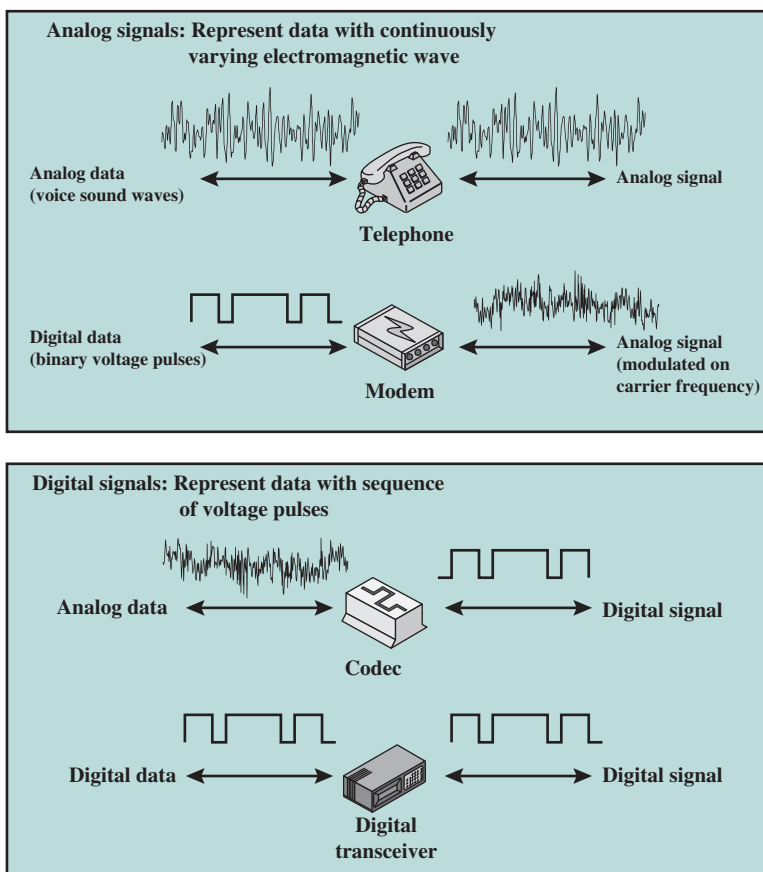 Analog signals: Represent data with continuously
varying electromagnetic wave
Analog data
(voice sound waves)
Analog signal
Telephone
Digital data
(binary voltage pulses)
Analog signal
(modulated on
carrier frequency)
Modem
Digital signals: Represent data with sequence
of voltage pulses
Analog data
Digital signal
Codec
Digital data
Digital signal
Digital
transceiver